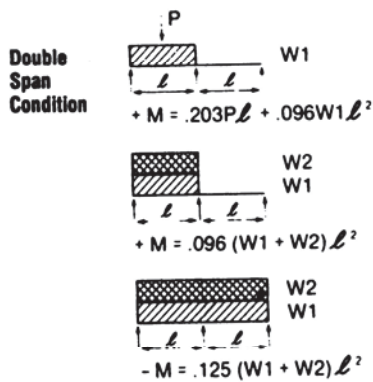 P
Double Span Condition
W1
ℓ ℓ
+ M = .203Pℓ + .096W1ℓ²
W2
W1
ℓ ℓ
+ M = .096 (W1 + W2)ℓ²
W2
W1
ℓ ℓ
- M = .125 (W1 + W2)ℓ²